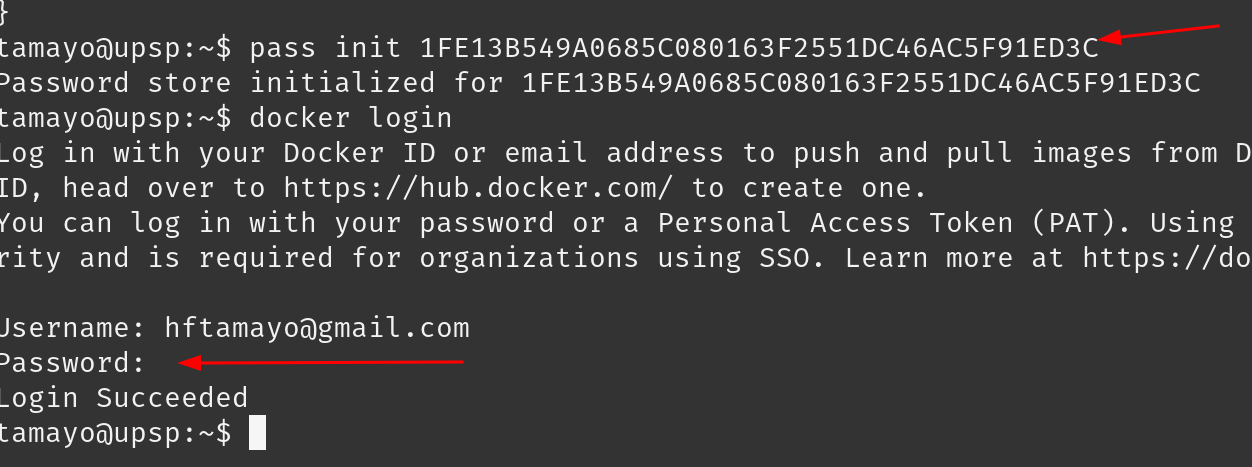 }
tamayo@upsp:~$ pass init 1FE13B549A0685C080163F2551DC46AC5F91ED3C
Password store initialized for 1FE13B549A0685C080163F2551DC46AC5F91ED3C
tamayo@upsp:~$ docker login
Log in with your Docker ID or email address to push and pull images from D
ID, head over to https://hub.docker.com/ to create one.
You can log in with your password or a Personal Access Token (PAT). Using
rity and is required for organizations using SSO. Learn more at https://do
Username: hftamayo@gmail.com
Password:
Login Succeeded
tamayo@upsp:~$